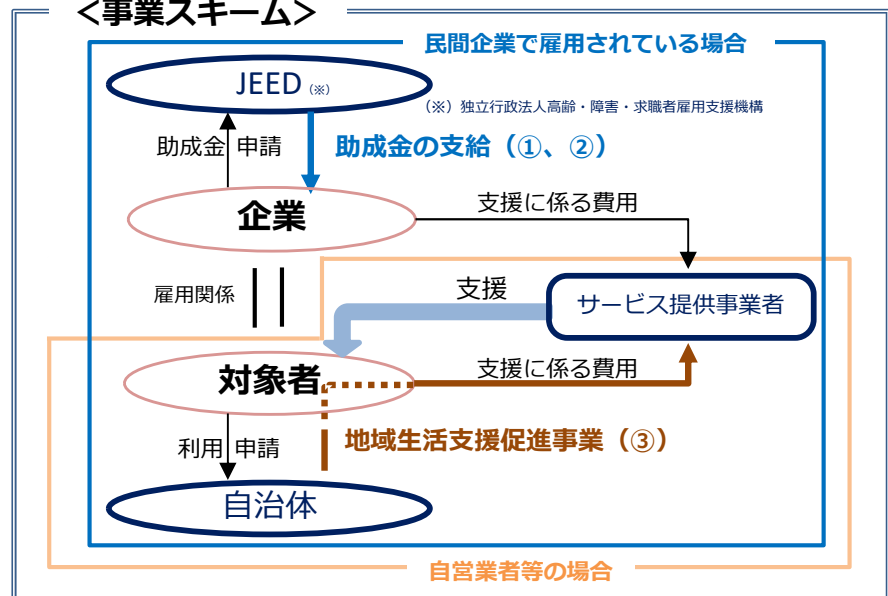 ＜事業スキーム＞
民間企業で雇用されている場合
JEED（※）
（※）独立行政法人高齢・障害・求職者雇用支援機構
助成金 申請
助成金の支給（①、②）
企業
支援に係る費用
雇用関係
支援
サービス提供事業者
対象者
支援に係る費用
利用 申請
地域生活支援促進事業（③）
自治体
自営業者等の場合